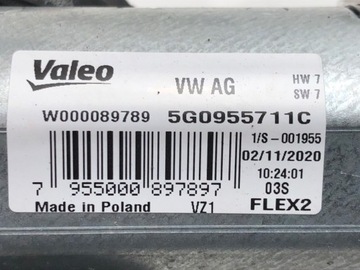 Valeo VW AG HW 7
SW 7
W000089789 5G0955711C
1/S -001955
02/11/2020
10:24:01
7 955000 897897 03S
Made in Poland VZ1 FLEX2